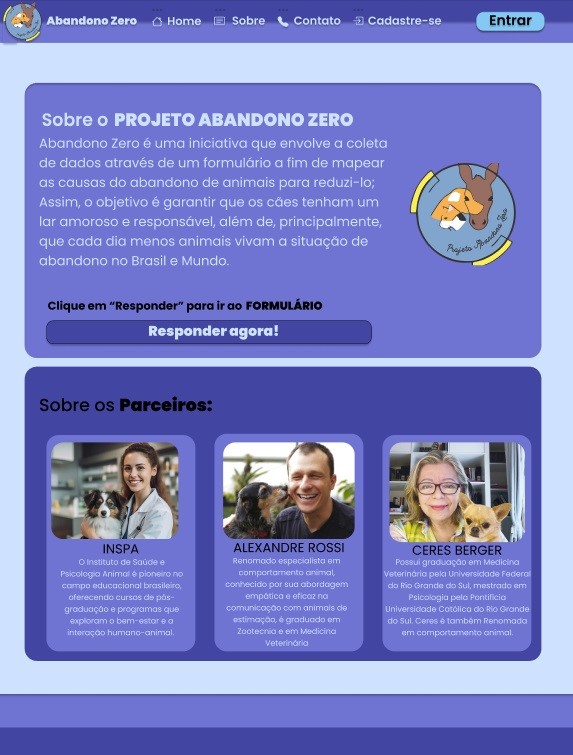 Abandono Zero
Home
Sobre
Contato
Cadastre-se
Entrar
Sobre o PROJETO ABANDONO ZERO
Abandono Zero é uma iniciativa que envolve a coleta
de dados através de um formulário a fim de mapear
as causas do abandono de animais para reduzi-lo;
Assim, o objetivo é garantir que os cães tenham um
lar amoroso e responsável, além de, principalmente,
que cada dia menos animais vivam a situação de
abandono no Brasil e Mundo.
Projeto Abandono Zero
Clique em “Responder” para ir ao FORMULÁRIO
Responder agora!
Sobre os Parceiros:
INSPA
O Instituto de Saúde e
Psicologia Animal é pioneiro no
campo educacional brasileiro,
oferecendo cursos de pós-
graduação e programas que
exploram o bem-estar e a
interação humano-animal.
ALEXANDRE ROSSI
Renomado especialista em
comportamento animal,
conhecido por sua abordagem
empática e eficaz na
comunicação com animais de
estimação, é graduado em
Zootecnia e em Medicina
Veterinária
CERES BERGER
Possui graduação em Medicina
Veterinária pela Universidade Federal
do Rio Grande do Sul, mestrado em
Psicologia pela Pontifícia
Universidade Católica do Rio Grande
do Sul. Ceres é também Renomada
em comportamento animal.